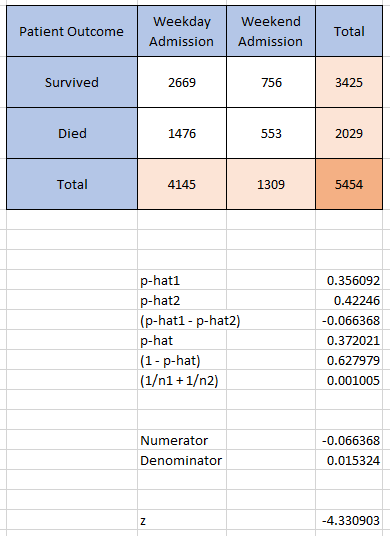 Patient Outcome Weekday Admission Weekend Admission Total
Survived 2669 756 3425
Died 1476 553 2029
Total 4145 1309 5454
p-hat1 0.356092
p-hat2 0.42246
(p-hat1 - p-hat2) -0.066368
p-hat 0.372021
(1 - p-hat) 0.627979
(1/n1 + 1/n2) 0.001005
Numerator -0.066368
Denominator 0.015324
z -4.330903